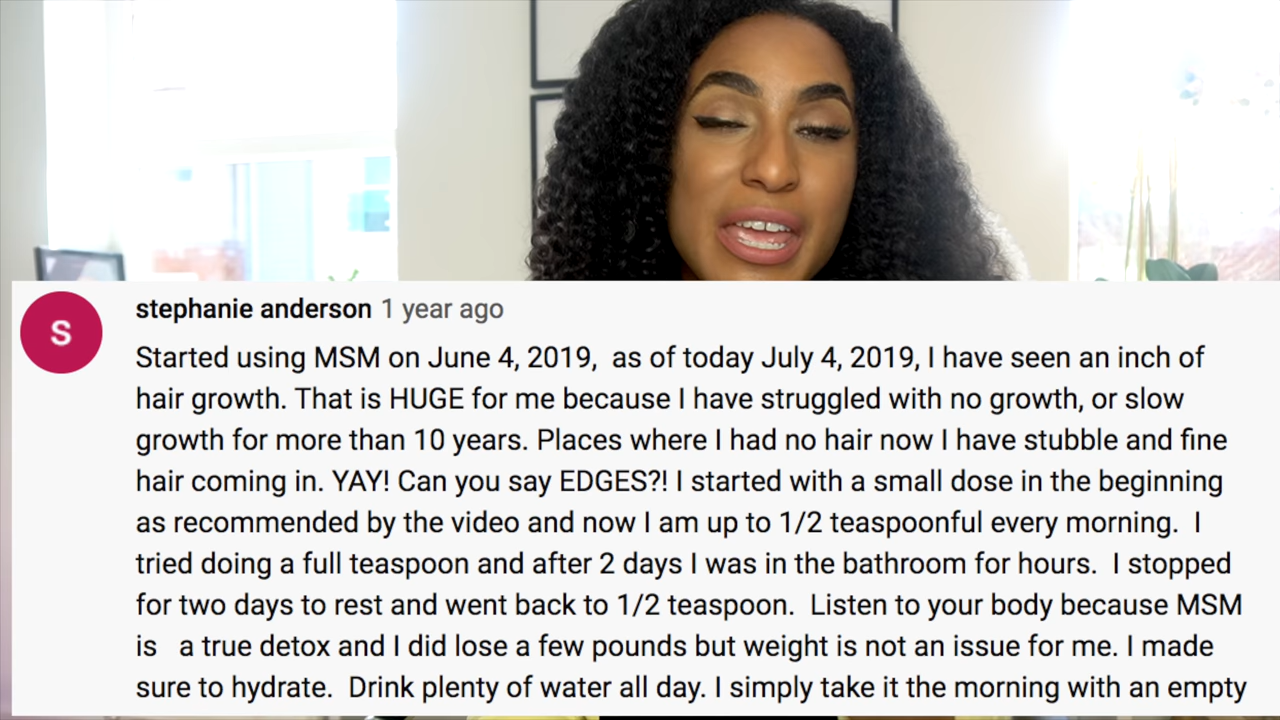 S
stephanie anderson 1 year ago
Started using MSM on June 4, 2019,  as of today July 4, 2019, I have seen an inch of
hair growth. That is HUGE for me because I have struggled with no growth, or slow
growth for more than 10 years. Places where I had no hair now I have stubble and fine
hair coming in. YAY! Can you say EDGES?! I started with a small dose in the beginning
as recommended by the video and now I am up to 1/2 teaspoonful every morning.  I
tried doing a full teaspoon and after 2 days I was in the bathroom for hours.  I stopped
for two days to rest and went back to 1/2 teaspoon.  Listen to your body because MSM
is   a true detox and I did lose a few pounds but weight is not an issue for me. I made
sure to hydrate.  Drink plenty of water all day. I simply take it the morning with an empty